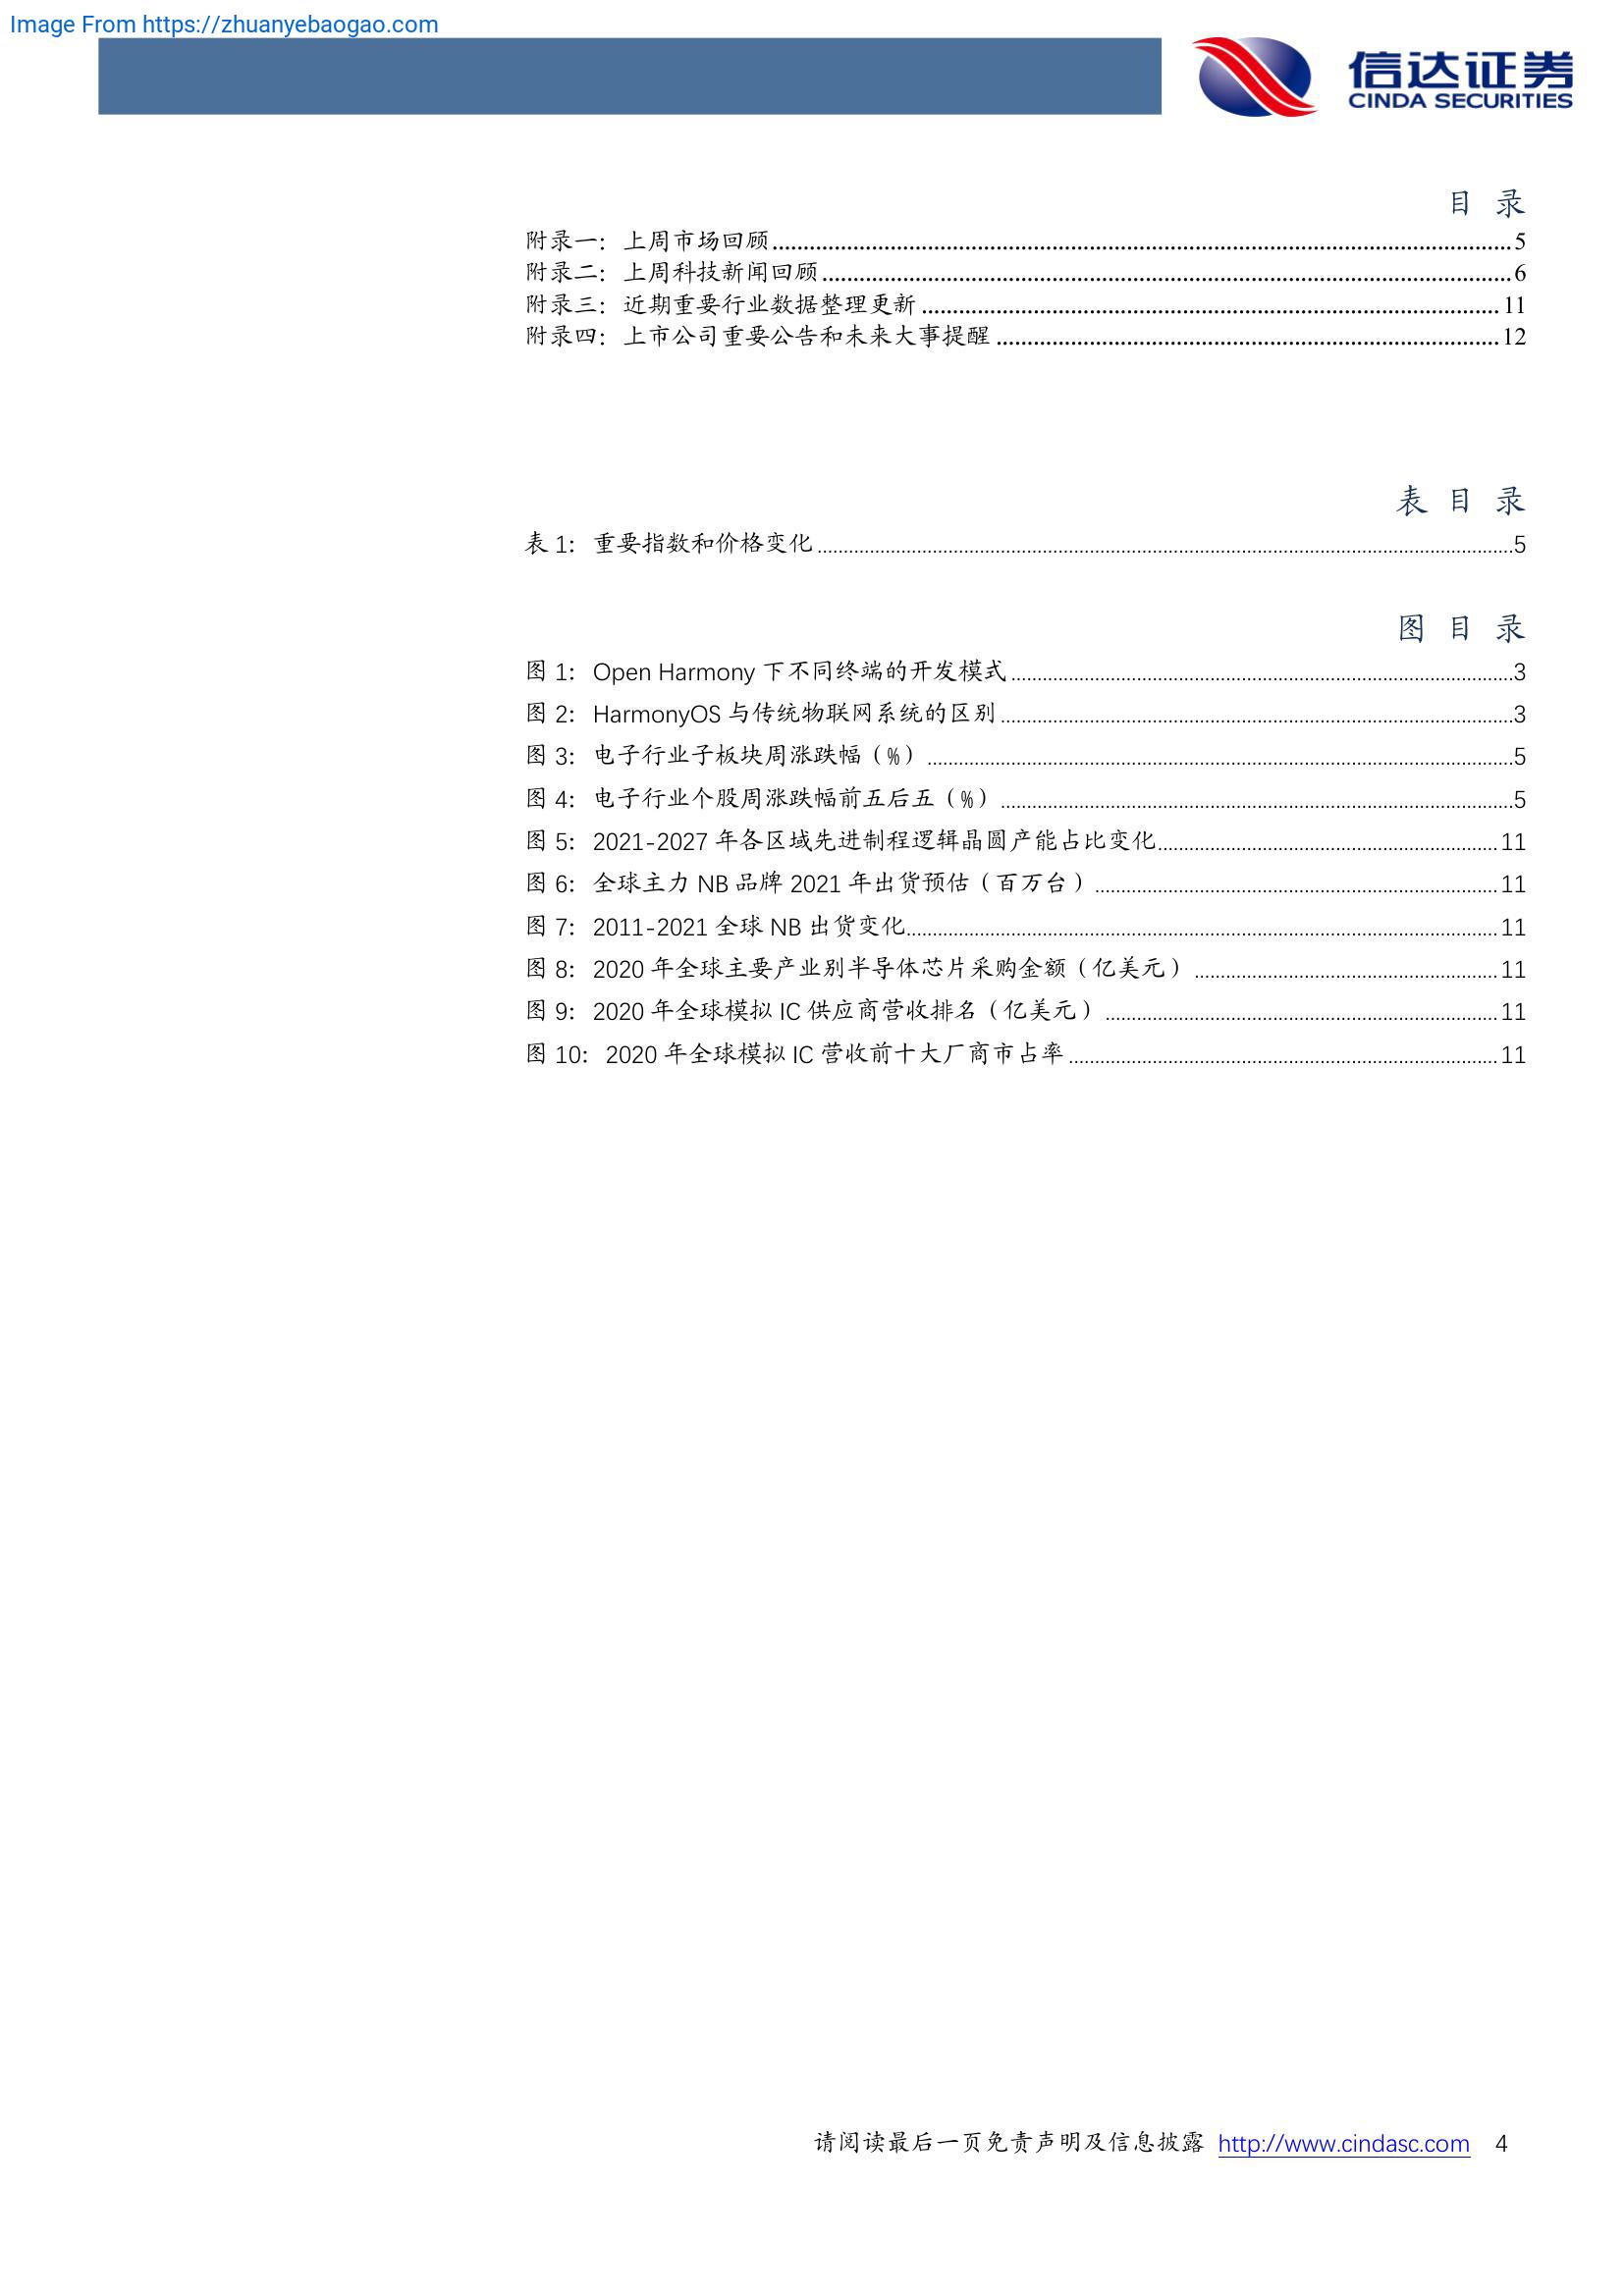 Image From https://zhuanyebaogao.com
信达证券
CINDA SECURITIES
目 录
附录一：上周市场回顾 5
附录二：上周科技新闻回顾 6
附录三：近期重要行业数据整理更新 11
附录四：上市公司重要公告和未来大事提醒 12
表 目 录
表 1：重要指数和价格变化 5
图 目 录
图 1：Open Harmony 下不同终端的开发模式 3
图 2：HarmonyOS 与传统物联网系统的区别 3
图 3：电子行业子板块周涨跌幅（%） 5
图 4：电子行业个股周涨跌幅前五后五（%） 5
图 5：2021-2027 年各区域先进制程逻辑晶圆产能占比变化 11
图 6：全球主力 NB 品牌 2021 年出货预估（百万台） 11
图 7：2011-2021 全球 NB 出货变化 11
图 8：2020 年全球主要产业别半导体芯片采购金额（亿美元） 11
图 9：2020 年全球模拟 IC 供应商营收排名（亿美元） 11
图 10：2020 年全球模拟 IC 营收前十大厂商市占率 11
请阅读最后一页免责声明及信息披露 http://www.cindasc.com 4